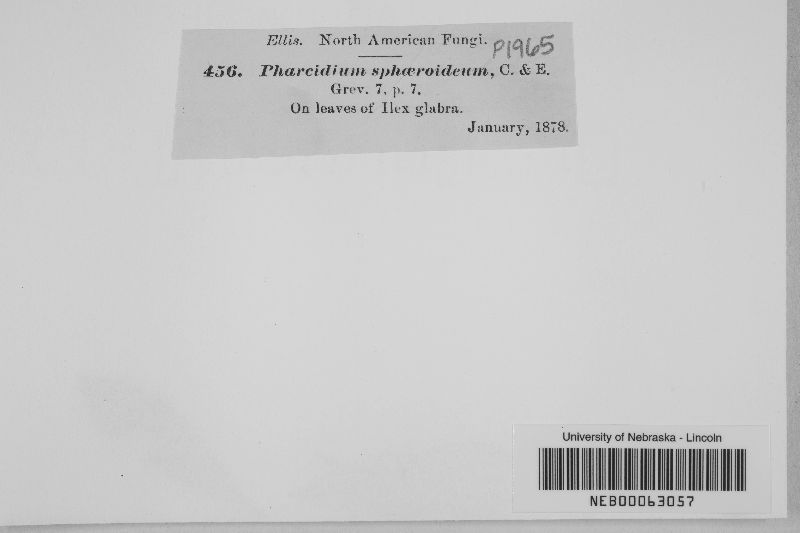 Ellis. North American Fungi.
P1965
456. Pharcidium sphæroideum, C. & E.
Grev. 7, p. 7.
On leaves of Ilex glabra.
January, 1878.
University of Nebraska - Lincoln
NEB00063057